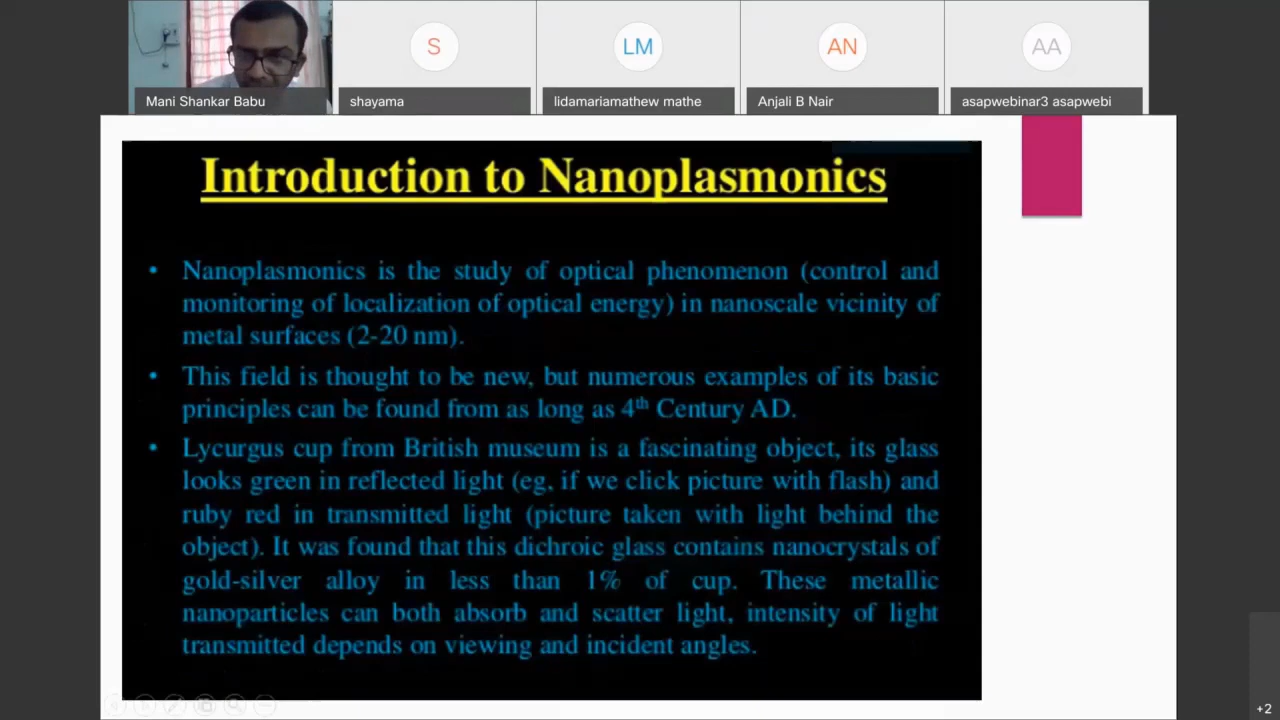 S
LM
AN
AA
Mani Shankar Babu
shayama
lidamariamathew mathe
Anjali B Nair
asapwebinar3 asapwebi
Introduction to Nanoplasmonics
• Nanoplasmonics is the study of optical phenomenon (control and
monitoring of localization of optical energy) in nanoscale vicinity of
metal surfaces (2-20 nm).
• This field is thought to be new, but numerous examples of its basic
principles can be found from as long as 4th Century AD.
• Lycurgus cup from British museum is a fascinating object, its glass
looks green in reflected light (eg, if we click picture with flash) and
ruby red in transmitted light (picture taken with light behind the
object). It was found that this dichroic glass contains nanocrystals of
gold-silver alloy in less than 1% of cup. These metallic
nanoparticles can both absorb and scatter light, intensity of light
transmitted depends on viewing and incident angles.
+2